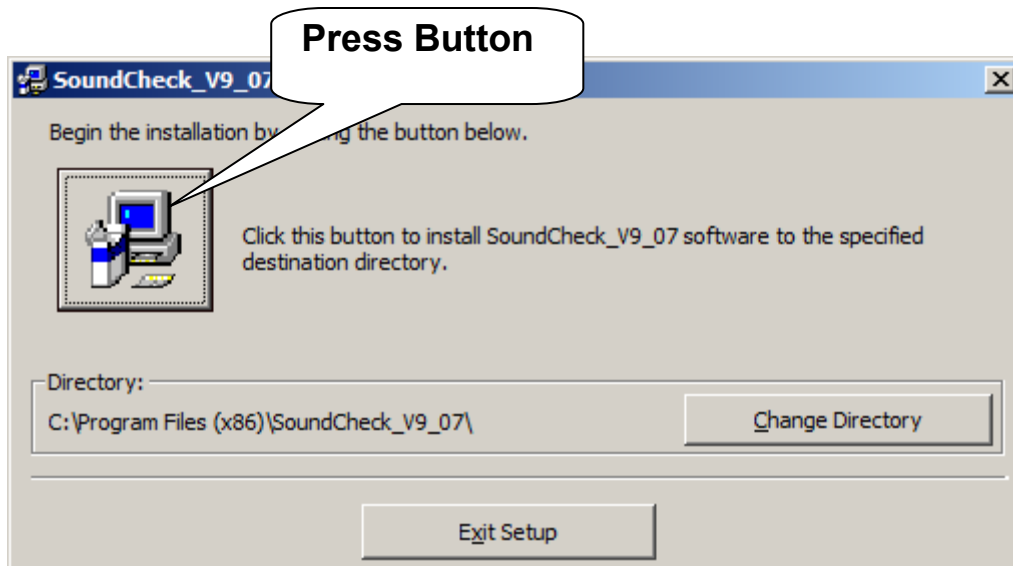 Press Button
SoundCheck_V9_07
Begin the installation by the button below.
Click this button to install SoundCheck_V9_07 software to the specified
destination directory.
Directory:
C:\Program Files (x86)\SoundCheck_V9_07\
Change Directory
Exit Setup